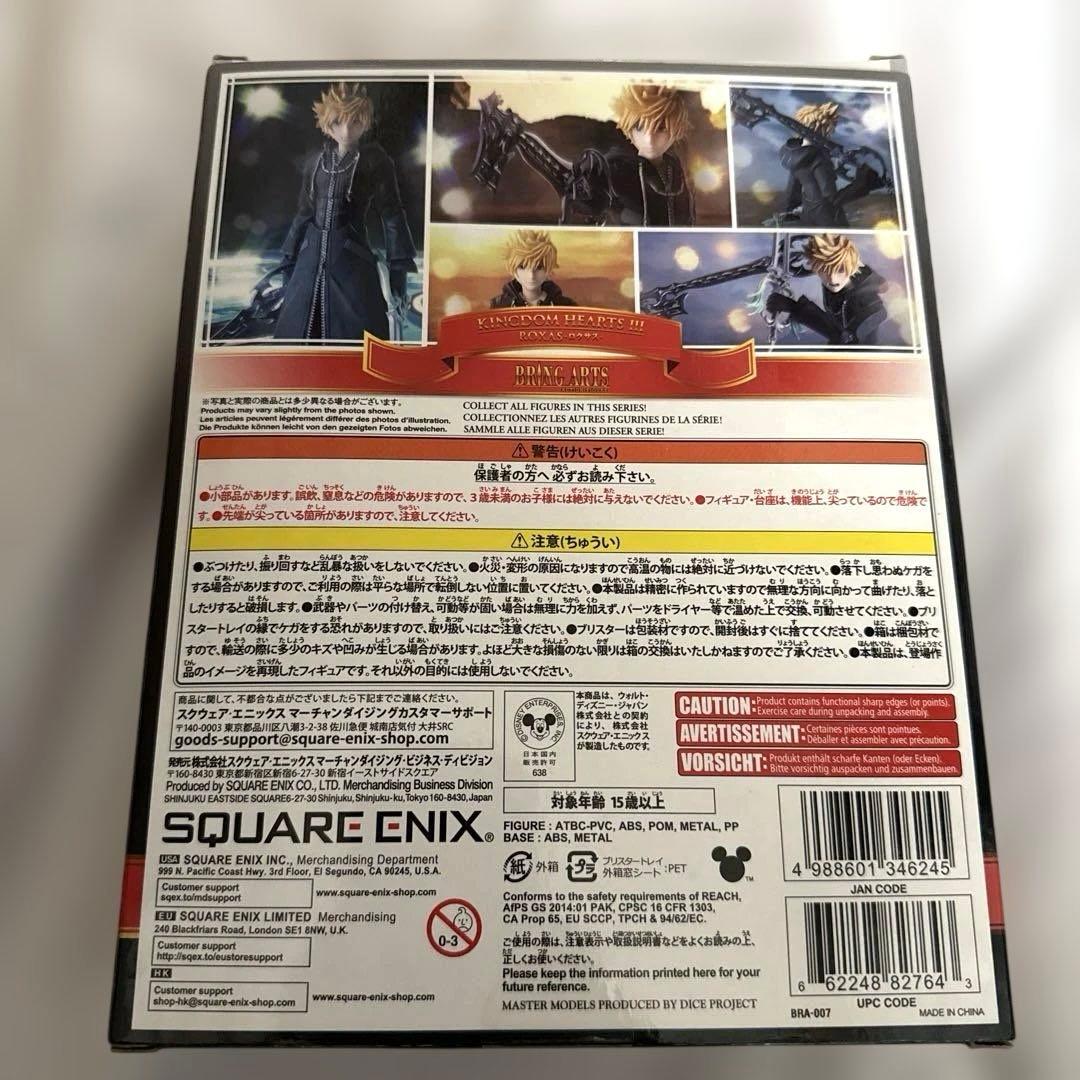 KINGDOM HEARTS III
ROXAS -ロクサス-
BRING ARTS
※写真と実際の商品とは多少異なる場合がございます。
Products may vary slightly from the photos shown.
Les articles peuvent légèrement différer des photos d'illustration.
Die Produkte können leicht von den gezeigten Fotos abweichen.
COLLECT ALL FIGURES IN THIS SERIES!
COLLECTIONNEZ LES AUTRES FIGURINES DE LA SÉRIE!
SAMMLE ALLE FIGUREN AUS DIESER SERIE!
⚠警告(けいこく)
保護者の方へ 必ずお読み下さい。
●小部品があります。誤飲、窒息などの危険がありますので、3歳未満のお子様には絶対に与えないでください。●フィギュア・台座は、機能上、尖っているので危険で
す。●先端が尖っている箇所がありますので、注意してください。
⚠注意(ちゅうい)
●ぶつけたり、振り回すなど乱暴な扱いをしないでください。●火災・変形の原因になりますので高温の物には絶対に近づけないでください。●落下し思わぬケガを
する場合がありますので、ご利用の際は平らな場所で転倒しない位置に置いてください。●本製品は精密に作られていますので無理な方向に向かって曲げたり、落と
したりすると破損します。●武器やパーツの付け替え、可動等が固い場合は無理に力を加えず、パーツをドライヤー等で温めた上で交換、可動させてください。●ブリ
スタートレイの縁でケガをする恐れがありますので、取り扱いにはご注意ください。●ブリスターは包装材ですので、開封後はすぐに捨ててください。●箱は梱包材で
すので、輸送の際に多少のキズや凹みが生じる場合があります。よほど大きな損傷のない限りは箱の交換はいたしかねますのでご了承ください。●本製品は、登場作
品のイメージを再現したフィギュアです。それ以外の目的には使用しないでください。
商品に関して、不都合な点がございましたら下記までご連絡ください。
スクウェア・エニックス マーチャンダイジングカスタマーサポート
〒140-0003 東京都品川区八潮3-2-38 佐川急便 城南店気付 大井SRC
goods-support@square-enix-shop.com
発売元 株式会社スクウェア・エニックス マーチャンダイジング・ビジネス・ディビジョン
〒160-8430 東京都新宿区新宿6-27-30 新宿イーストサイドスクエア
Produced by SQUARE ENIX CO., LTD. Merchandising Business Division
SHINJUKU EASTSIDE SQUARE6-27-30 Shinjuku, Shinjuku-ku,Tokyo 160-8430, Japan
SQUARE ENIX®
USA SQUARE ENIX INC., Merchandising Department
999 N. Pacific Coast Hwy. 3rd Floor, El Segundo, CA 90245, U.S.A.
Customer support
sqex.to/mdsupport
www.square-enix-shop.com
EU SQUARE ENIX LIMITED Merchandising
240 Blackfriars Road, London SE1 8NW, U.K.
Customer support
http://sqex.to/eustoresupport
HK
Customer support
shop-hk@square-enix-shop.com
www.square-enix-shop.com
0-3
©DISNEY ENTERPRISES, INC.
日本国内
販売許可
638
本商品は、ウォルト・
ディズニー・ジャパン
株式会社との契約
により、株式会社
スクウェア・エニックス
が製造したものです。
CAUTION: Product contains functional sharp edges (or points).
Exercise care during unpacking and assembly.
AVERTISSEMENT: Certaines pièces sont pointues.
Déballer et assembler avec précaution.
VORSICHT: Produkt enthält scharfe Kanten (oder Ecken).
Bitte vorsichtig auspacken und zusammenbauen.
対象年齢 15歳以上
FIGURE : ATBC-PVC, ABS, POM, METAL, PP
BASE : ABS, METAL
紙 外箱
プラ
ブリスタートレイ
外箱窓シート :PET
TM
Conforms to the safety requirements of REACH,
AfPS GS 2014:01 PAK, CPSC 16 CFR 1303,
CA Prop 65, EU SCCP, TPCH & 94/62/EC.
ご使用の際は、注意表示や取扱説明書などをよくお読みの上、
正しくお使いください。
Please keep the information printed here for your
future reference.
MASTER MODELS PRODUCED BY DICE PROJECT
4 988601 346245
JAN CODE
6 62248 82764 3
UPC CODE
BRA-007
MADE IN CHINA